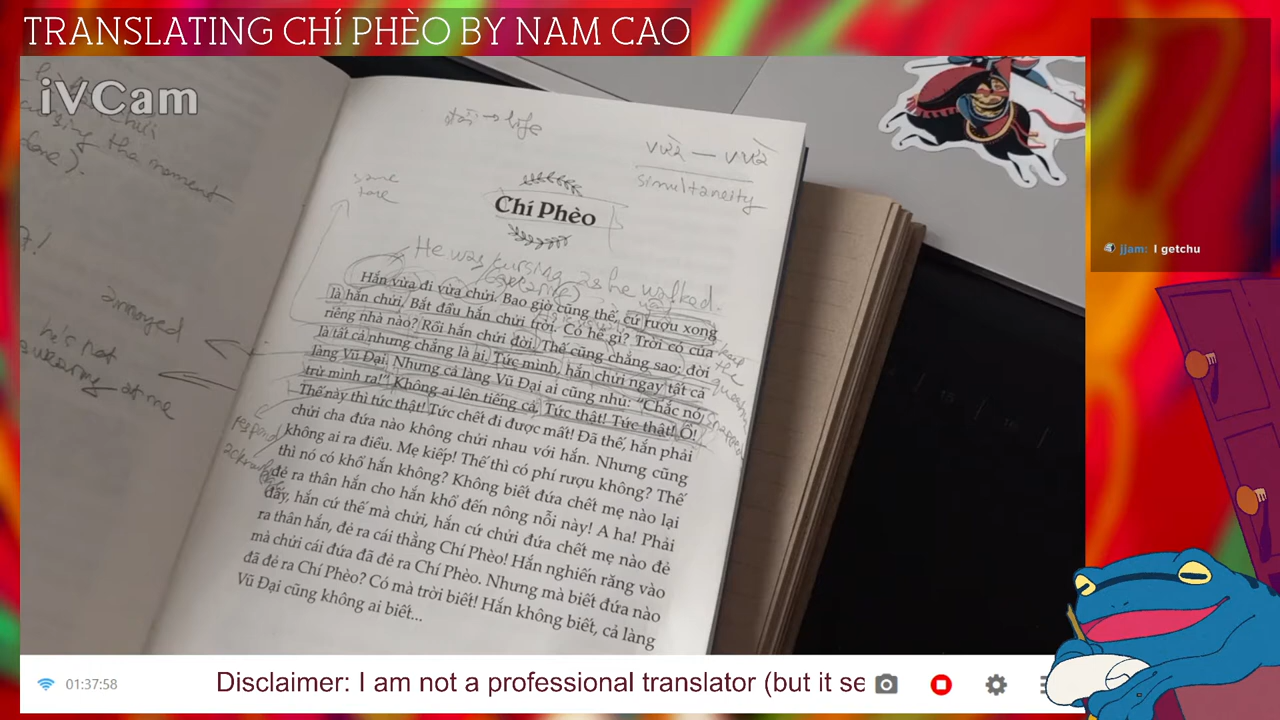 TRANSLATING CHÍ PHÈO BY NAM CAO
iVCam
đời → life
vừa — vừa
simultaneity
Chí Phèo
He was cursing as he walked.
Hắn vừa đi vừa chửi. Bao giờ cũng thế, cứ rượu xong
là hắn chửi. Bắt đầu hắn chửi trời. Có hề gì? Trời có của
riêng nhà nào? Rồi hắn chửi đời. Thế cũng chẳng sao: đời
là tất cả nhưng chẳng là ai. Tức mình, hắn chửi ngay tất cả
làng Vũ Đại. Nhưng cả làng Vũ Đại ai cũng nhủ: "Chắc nó
trừ mình ra!" Không ai lên tiếng cả. Tức thật! Tức thật! Ồ!
Thế này thì tức thật! Tức chết đi được mất! Đã thế, hắn phải
chửi cha đứa nào không chửi nhau với hắn. Nhưng cũng
không ai ra điều. Mẹ kiếp! Thế thì có phí rượu không? Thế
thì nó có khổ hắn không? Không biết đứa chết mẹ nào lại
đẻ ra thân hắn cho hắn khổ đến nông nỗi này! A ha! Phải
đấy, hắn cứ thế mà chửi, hắn cứ chửi đứa chết mẹ nào đẻ
ra thân hắn, đẻ ra cái thằng Chí Phèo! Hắn nghiến răng vào
mà chửi cái đứa đã đẻ ra Chí Phèo. Nhưng mà biết đứa nào
đã đẻ ra Chí Phèo? Có mà trời biết! Hắn không biết, cả làng
Vũ Đại cũng không ai biết...
the moment
annoyed
he's not
at me
respond
jjam: I getchu
01:37:58
Disclaimer: I am not a professional translator (but it se